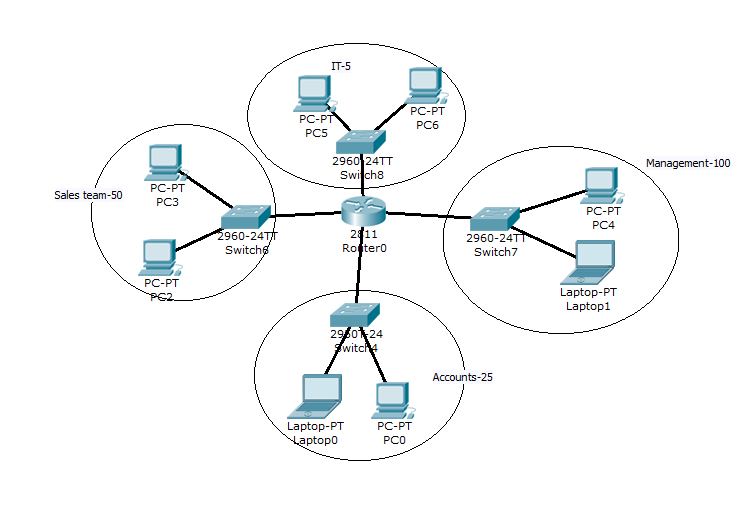 IT-5
PC-PT
PC5
PC-PT
PC6
2960-24TT
Switch8
Sales team-50
PC-PT
PC3
2960-24TT
Switch6
PC-PT
PC2
2811
Router0
Management-100
PC-PT
PC4
2960-24TT
Switch7
Laptop-PT
Laptop1
2950T-24
Switch4
Accounts-25
Laptop-PT
Laptop0
PC-PT
PC0